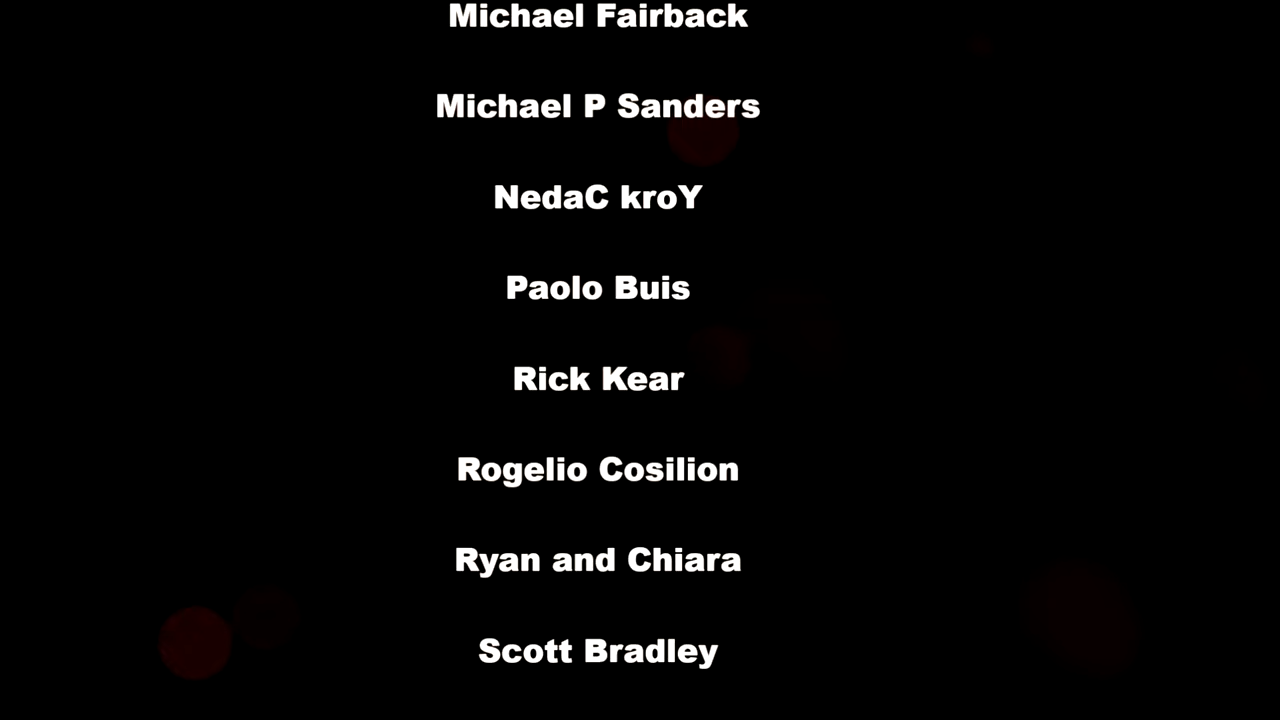 Michael Fairback
Michael P Sanders
NedaC kroY
Paolo Buis
Rick Kear
Rogelio Cosilion
Ryan and Chiara
Scott Bradley